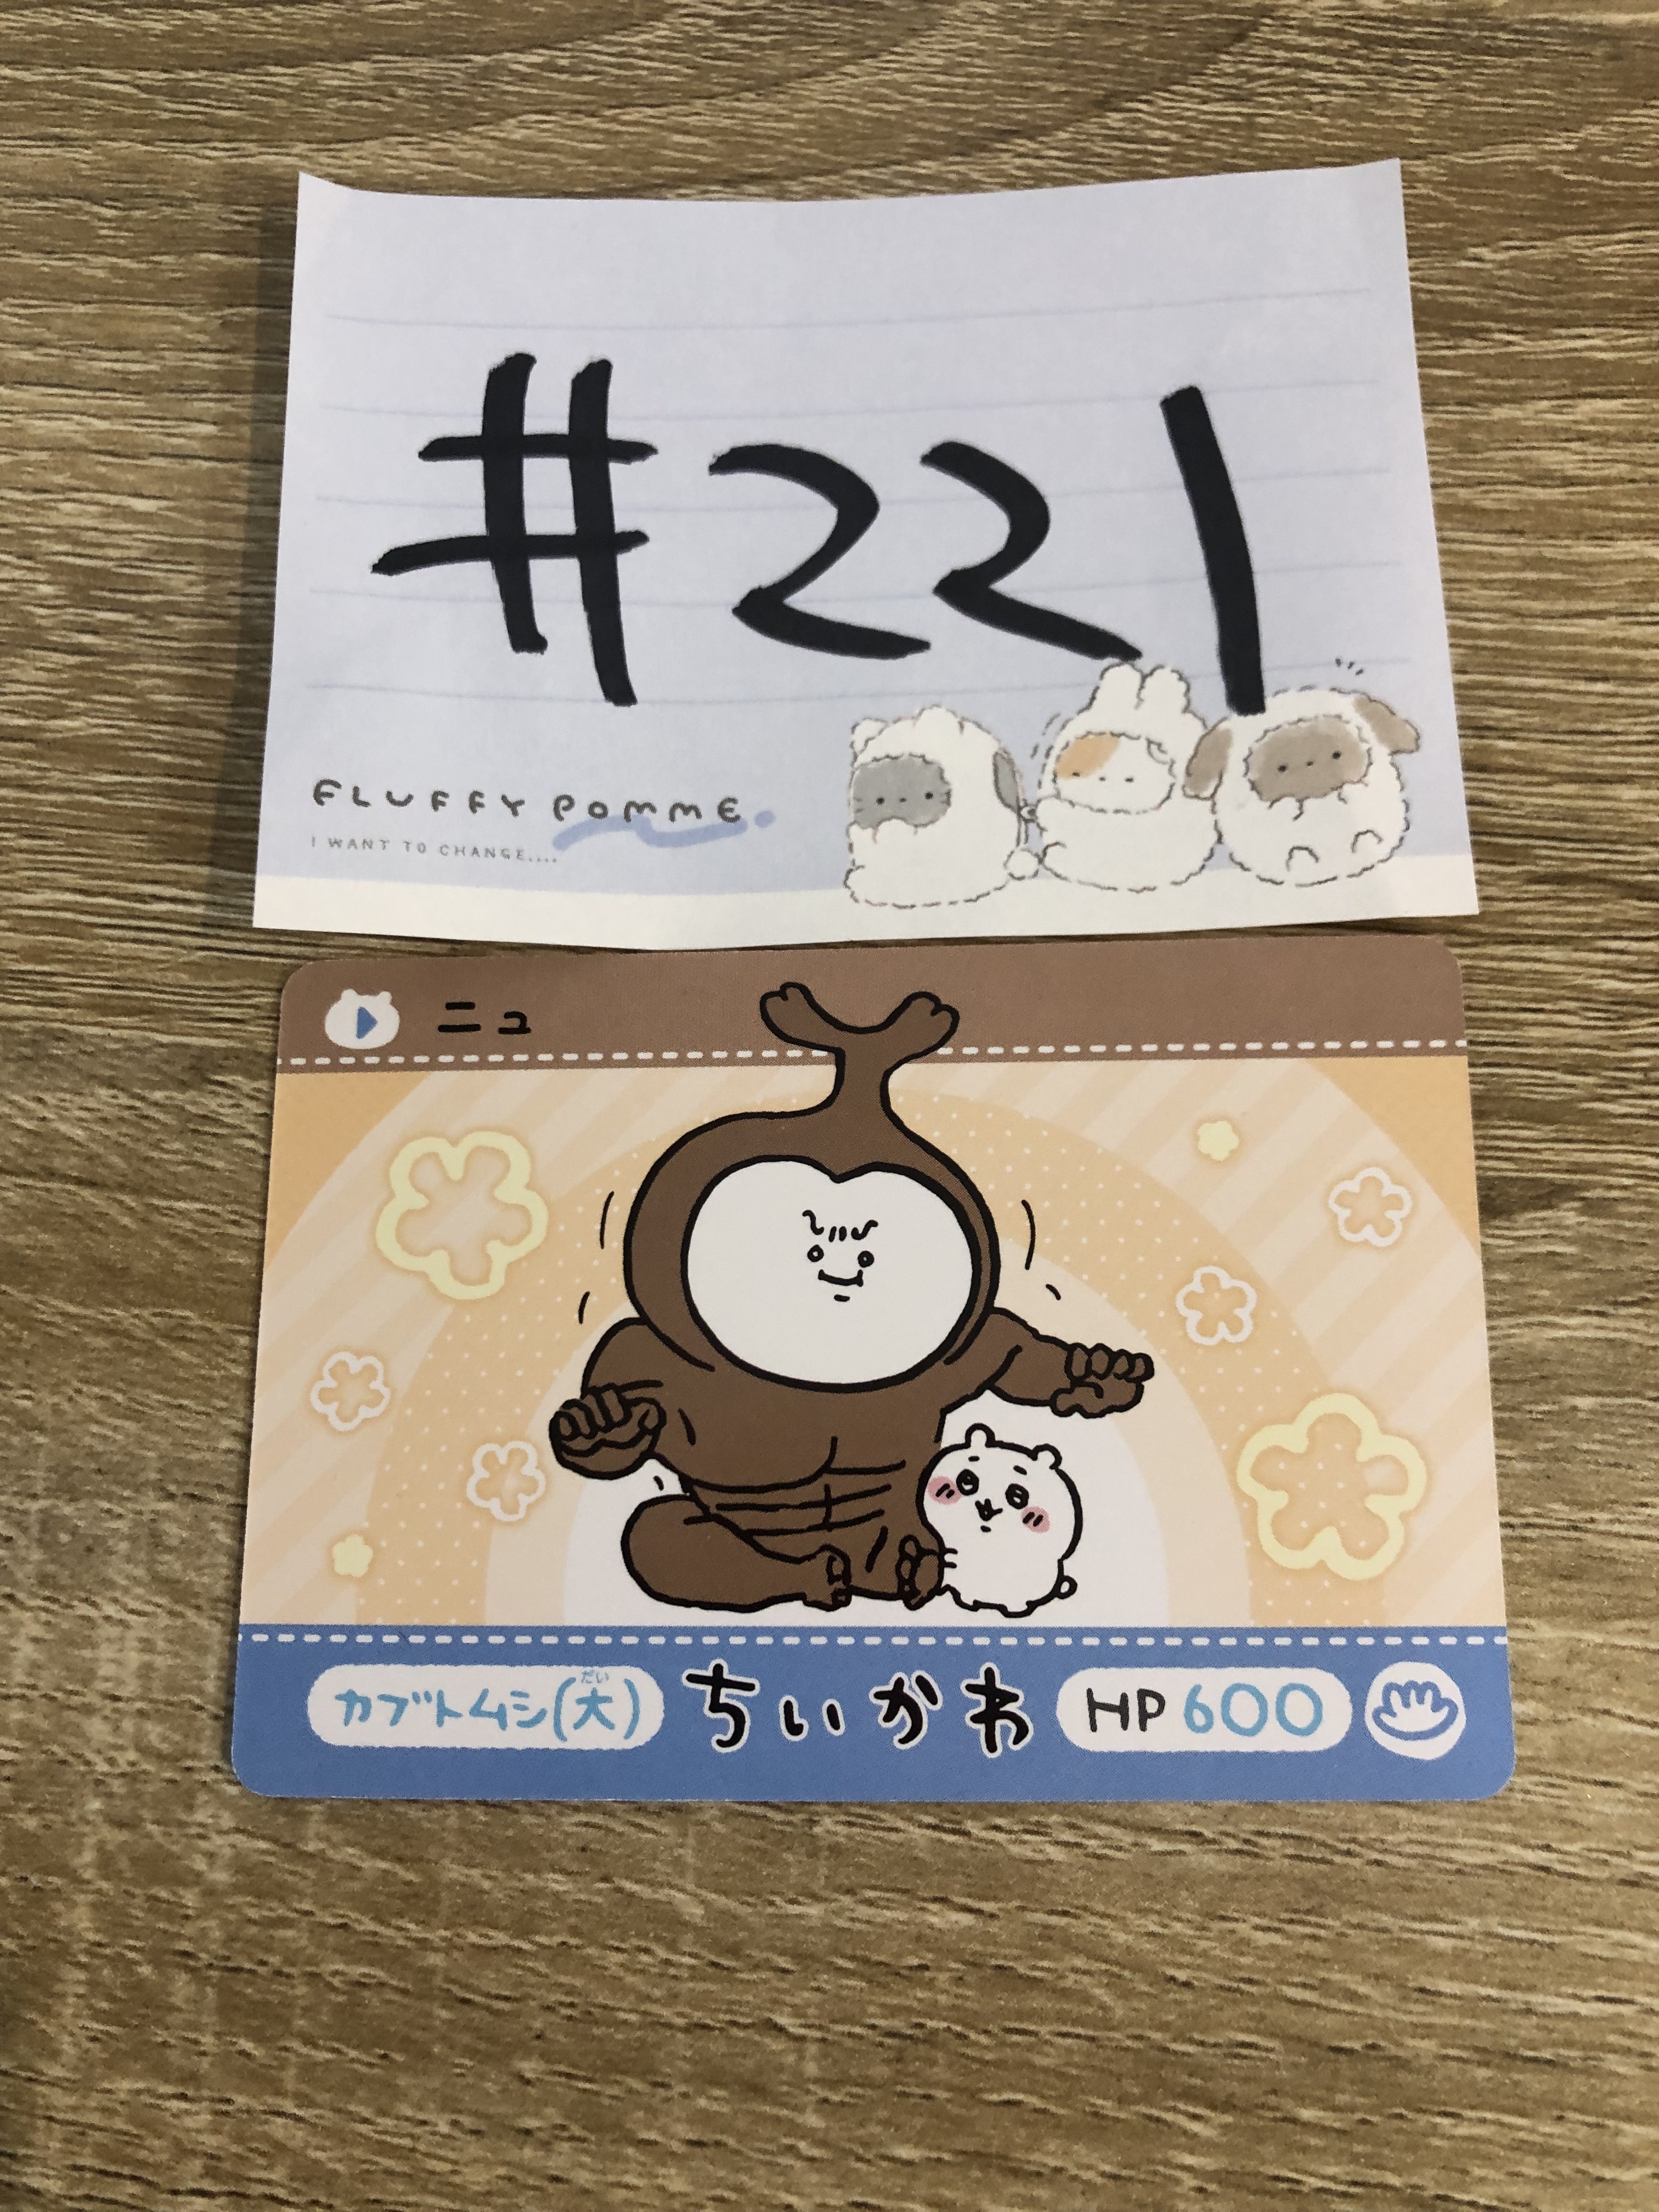 #221
FLUFFY POMME.
I WANT TO CHANGE....
ニュ
カブトムシ(大)
だい
ちいかわ
HP 600